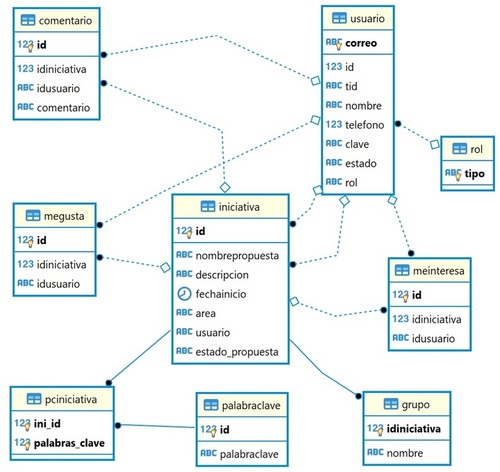 comentario
123 id
123 idiniciativa
ABC idusuario
ABC comentario
usuario
ABC correo
123 id
ABC tid
ABC nombre
123 telefono
ABC clave
ABC estado
ABC rol
rol
ABC tipo
megusta
123 id
123 idiniciativa
ABC idusuario
iniciativa
123 id
ABC nombrepropuesta
ABC descripcion
fechainicio
ABC area
ABC usuario
ABC estado_propuesta
meinteresa
123 id
123 idiniciativa
ABC idusuario
pciniciativa
123 ini_id
123 palabras_clave
palabraclave
123 id
ABC palabraclave
grupo
123 idiniciativa
ABC nombre